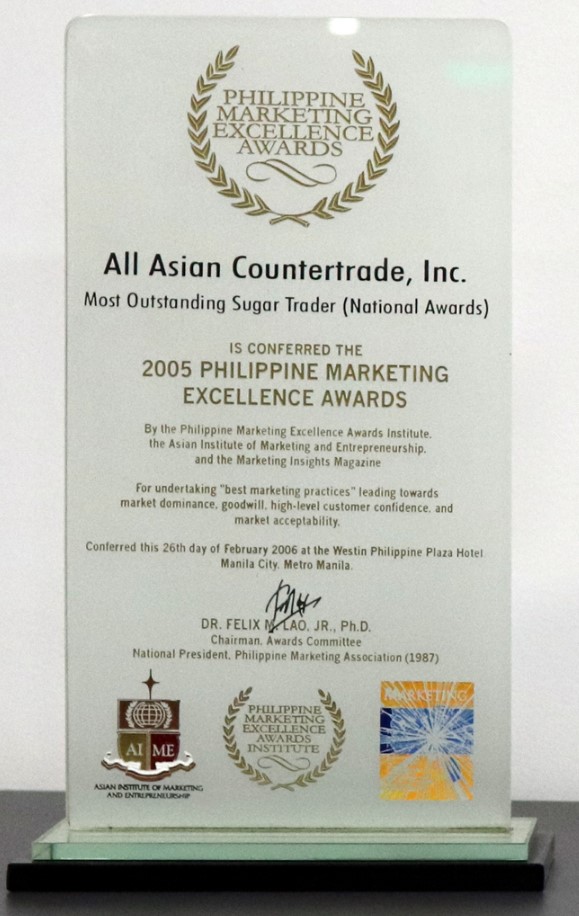 PHILIPPINE
MARKETING
EXCELLENCE
AWARDS
All Asian Countertrade, Inc.
Most Outstanding Sugar Trader (National Awards)
IS CONFERRED THE
2005 PHILIPPINE MARKETING
EXCELLENCE AWARDS
By the Philippine Marketing Excellence Awards Institute,
the Asian Institute of Marketing and Entrepreneurship,
and the Marketing Insights Magazine
For undertaking "best marketing practices" leading towards
market dominance, goodwill, high-level customer confidence, and
market acceptability.
Conferred this 26th day of February 2006 at the Westin Philippine Plaza Hotel
Manila City, Metro Manila.
DR. FELIX M. LAO, JR., Ph.D.
Chairman, Awards Committee
National President, Philippine Marketing Association (1987)
AI ME
ASIAN INSTITUTE OF MARKETING
AND ENTREPRENEURSHIP
PHILIPPINE
MARKETING
EXCELLENCE
AWARDS
INSTITUTE
MARKETING